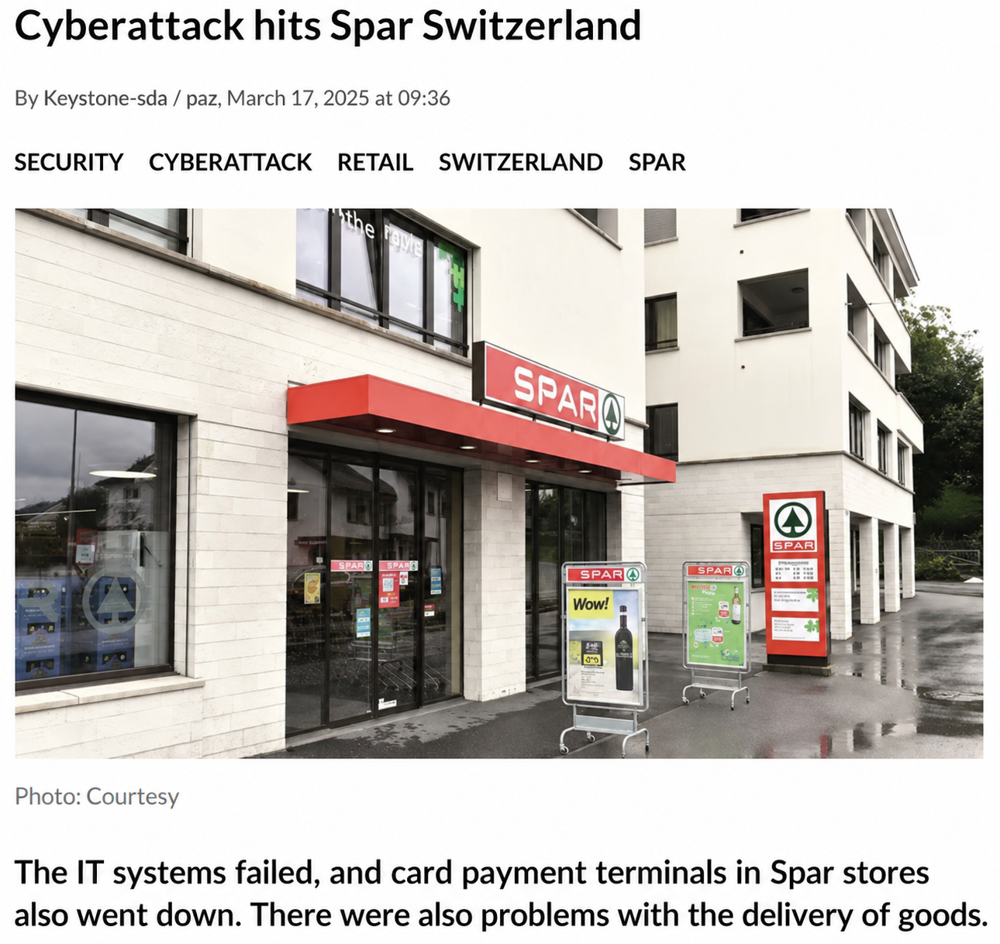 Cyberattack hits Spar Switzerland
By Keystone-sda / paz, March 17, 2025 at 09:36
SECURITY CYBERATTACK RETAIL SWITZERLAND SPAR
the
SPAR
SPAR
SPAR SPAR
SPAR
SPAR
Wow!
Photo: Courtesy
The IT systems failed, and card payment terminals in Spar stores
also went down. There were also problems with the delivery of goods.